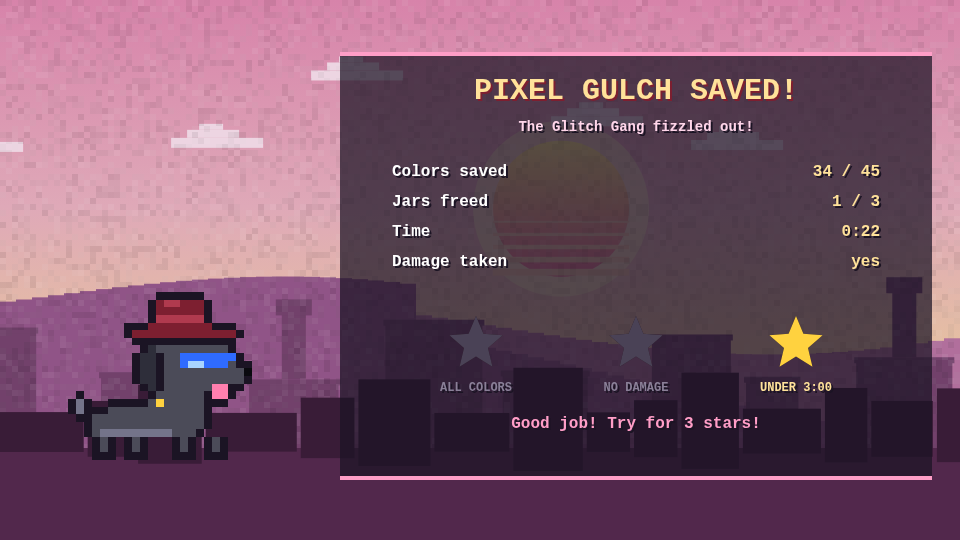 PIXEL GULCH SAVED!
The Glitch Gang fizzled out!
Colors saved 34 / 45
Jars freed 1 / 3
Time 0:22
Damage taken yes
ALL COLORS NO DAMAGE UNDER 3:00
Good job! Try for 3 stars!